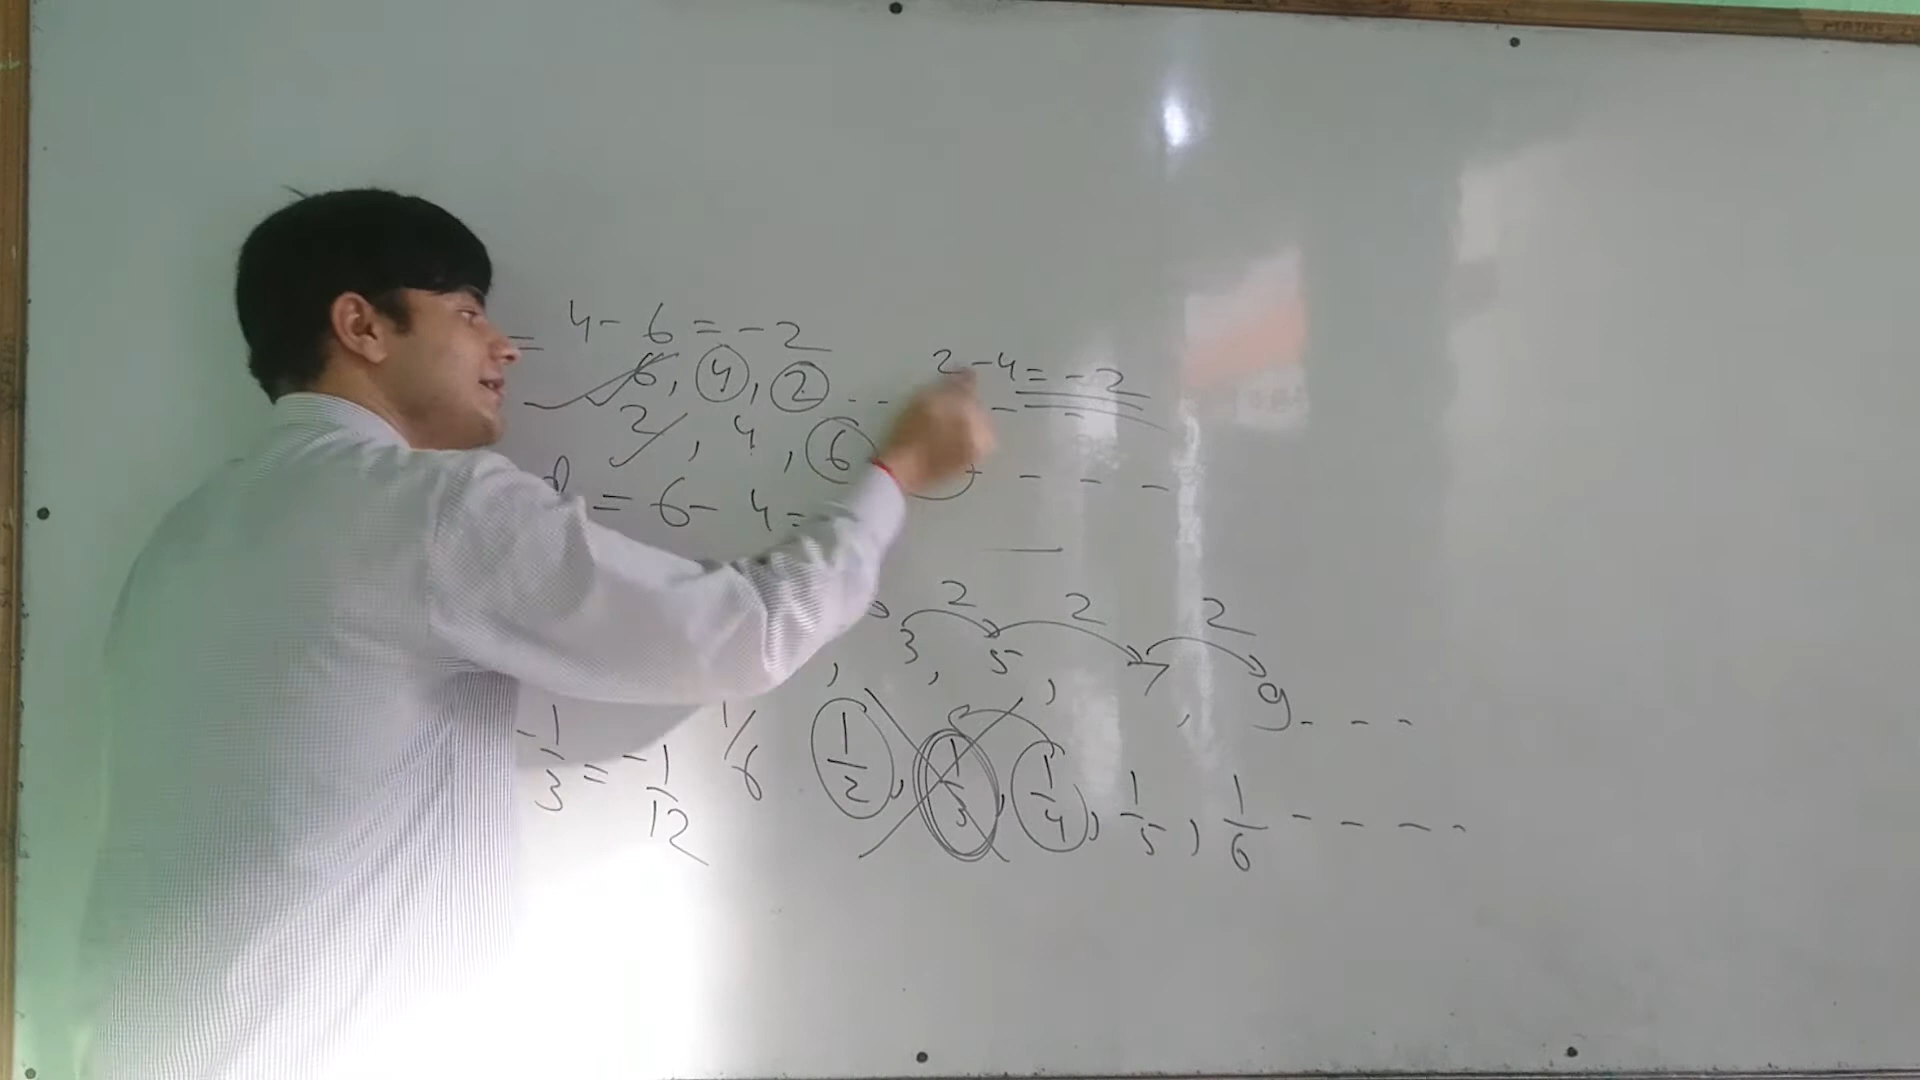 = 4 - 6 = -2
2 - 4 = -2
6, 4, 2 - -
2, 4, 6 - - - -
d = 6 - 4 =
2 2 2
, 3, 5, 7, 9 - - -
-1/3 = -1/12 1/6 1/2, 1/3, 1/4, 1/5, 1/6 - - - -